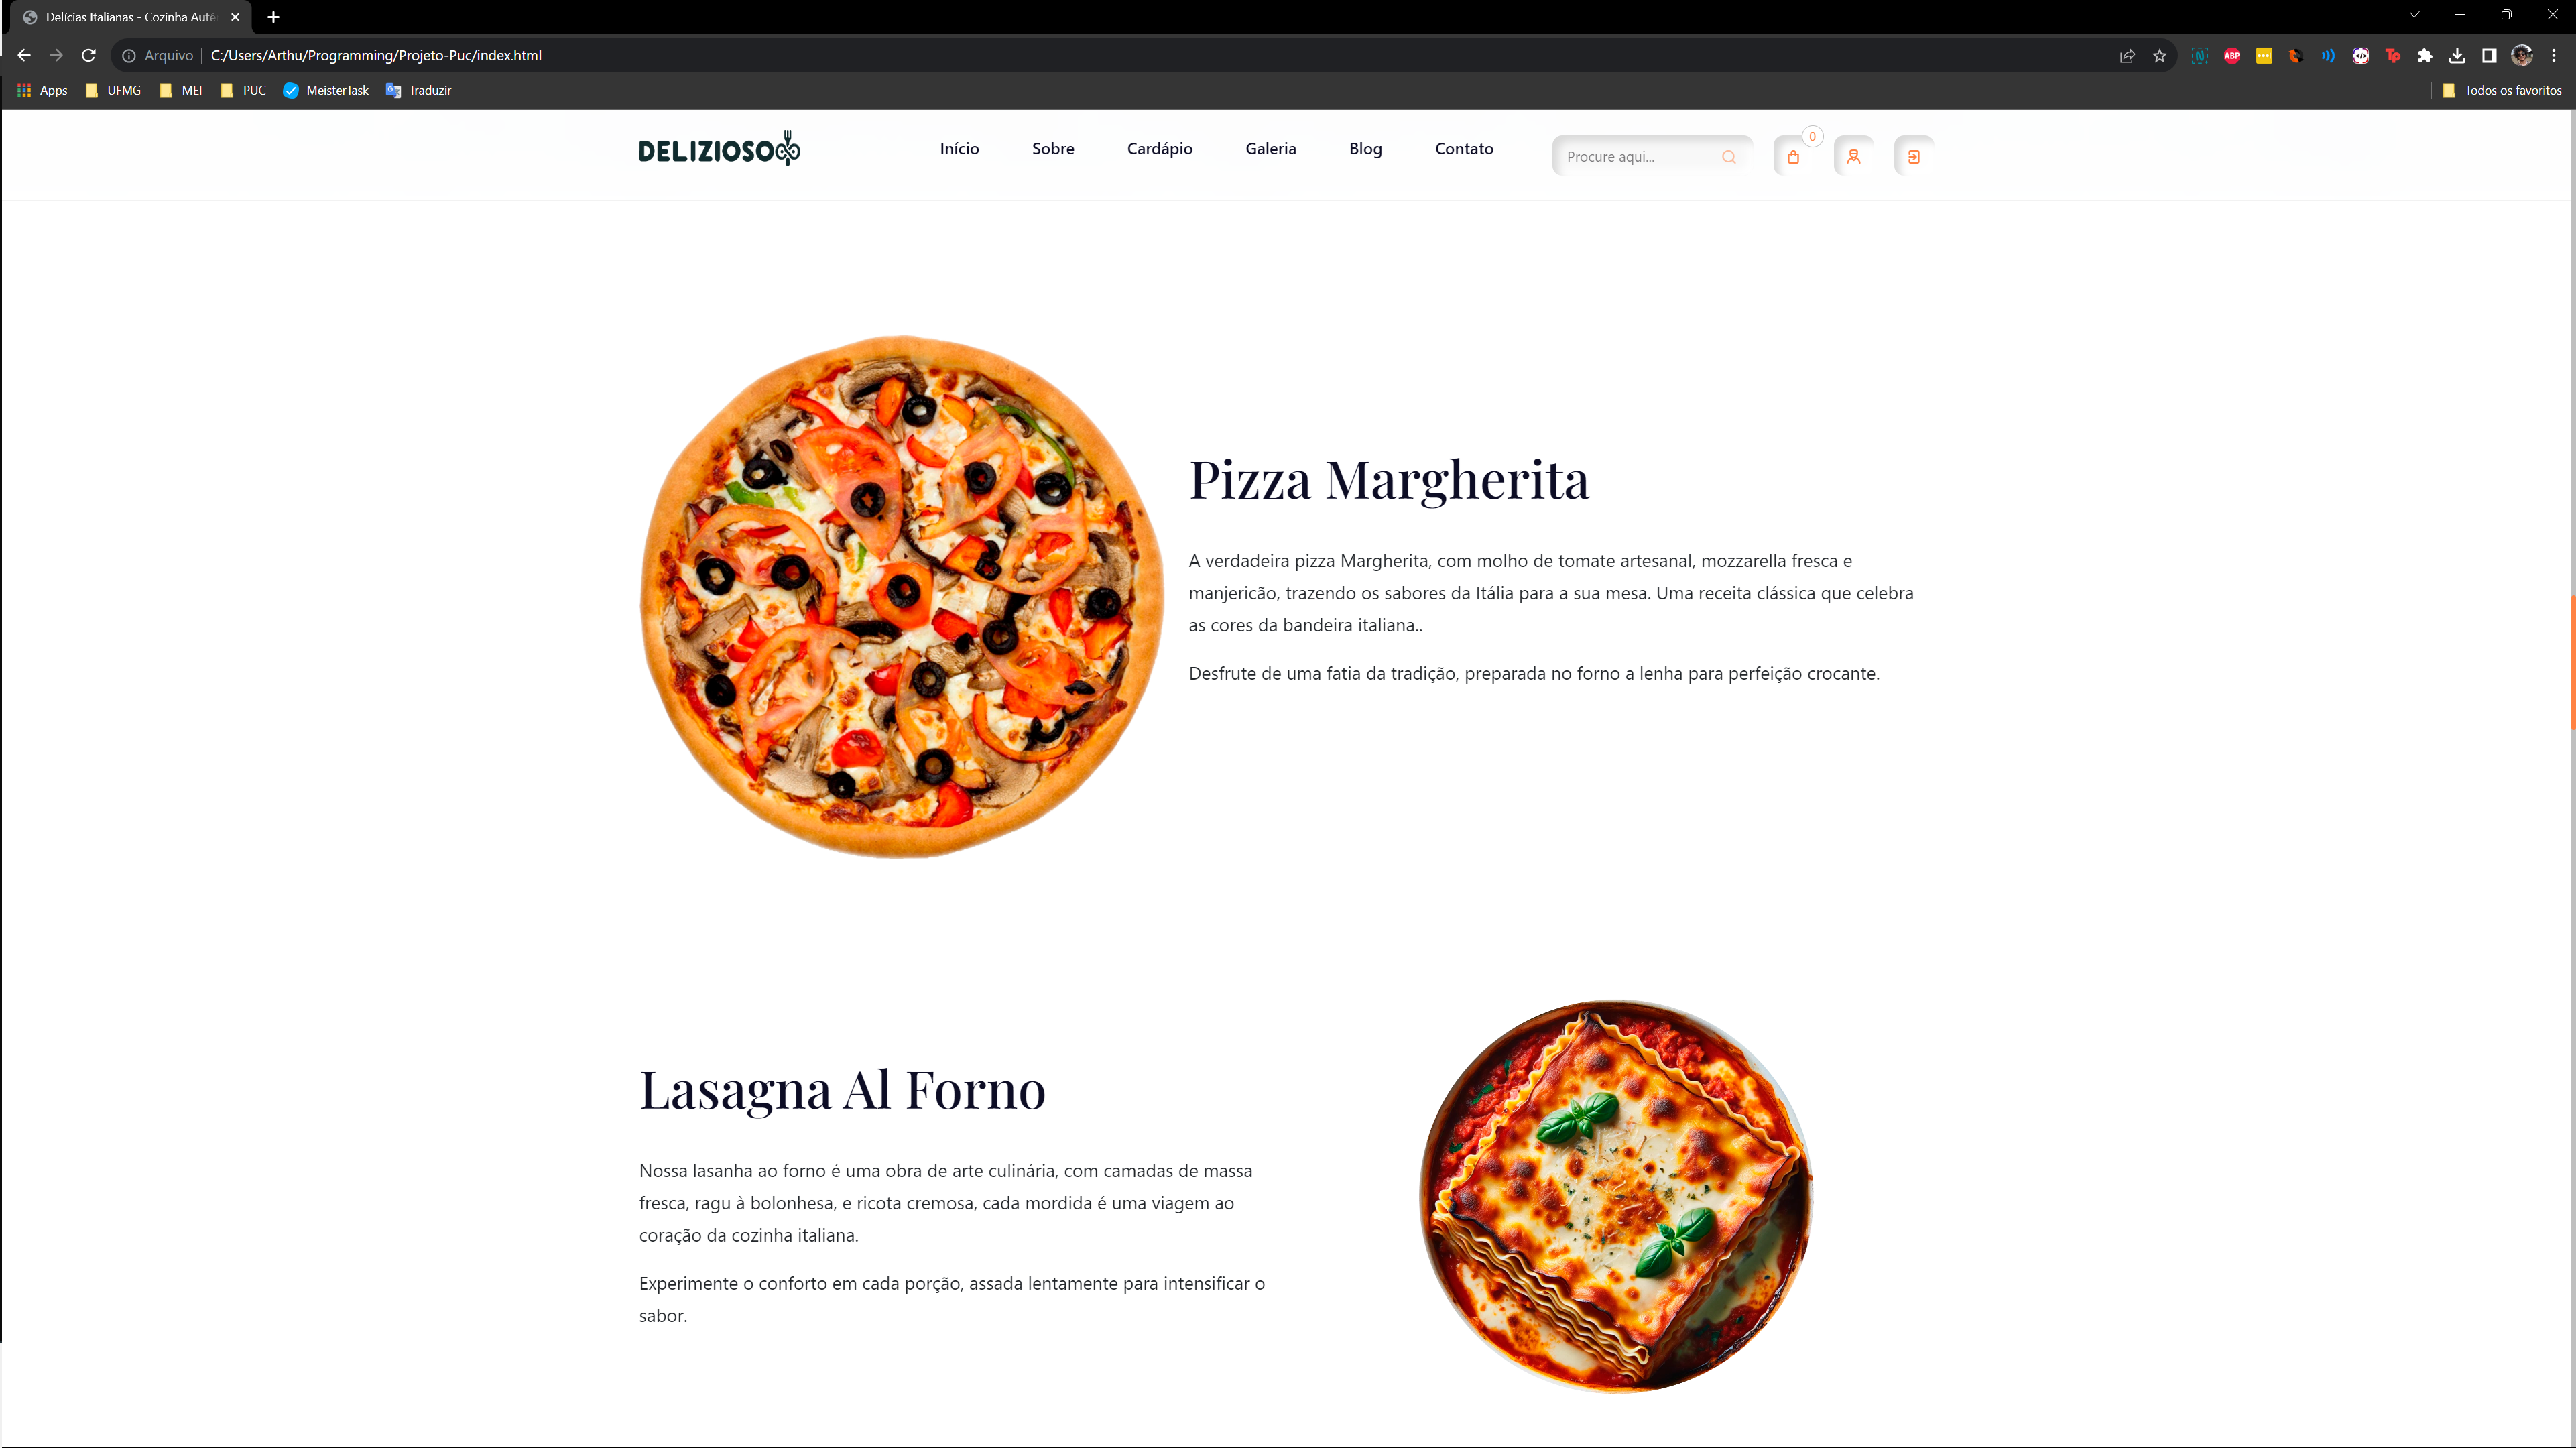 Delícias Italianas - Cozinha Autê
Arquivo
C:/Users/Arthu/Programming/Projeto-Puc/index.html
ABP
Tp
Apps
UFMG
MEI
PUC
MeisterTask
Traduzir
Todos os favoritos
DELIZIOSO
Início
Sobre
Cardápio
Galeria
Blog
Contato
Procure aqui...
0
Pizza Margherita
A verdadeira pizza Margherita, com molho de tomate artesanal, mozzarella fresca e
manjericão, trazendo os sabores da Itália para a sua mesa. Uma receita clássica que celebra
as cores da bandeira italiana..
Desfrute de uma fatia da tradição, preparada no forno a lenha para perfeição crocante.
Lasagna Al Forno
Nossa lasanha ao forno é uma obra de arte culinária, com camadas de massa
fresca, ragu à bolonhesa, e ricota cremosa, cada mordida é uma viagem ao
coração da cozinha italiana.
Experimente o conforto em cada porção, assada lentamente para intensificar o
sabor.